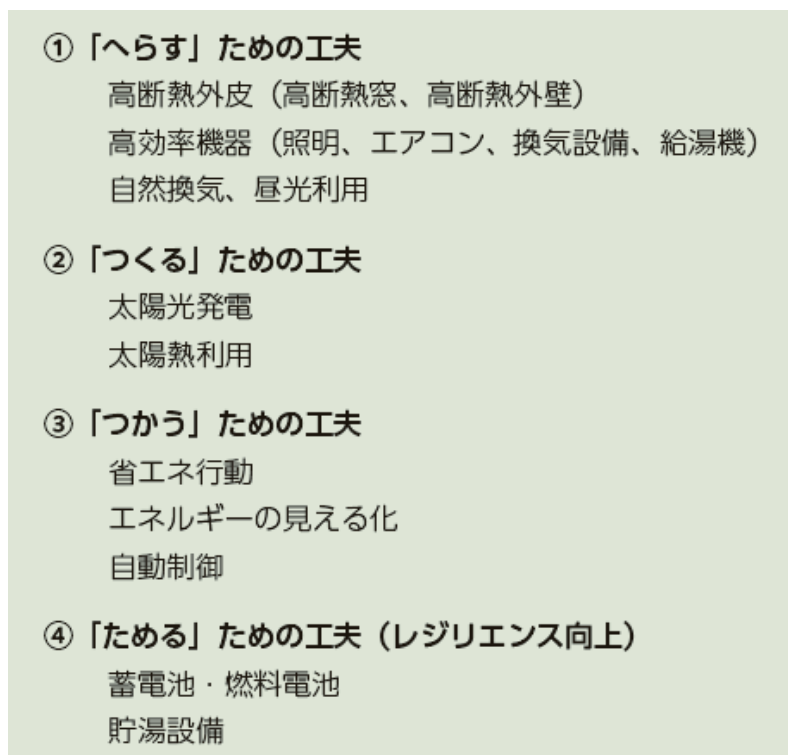 ①「へらす」ための工夫
高断熱外皮（高断熱窓、高断熱外壁）
高効率機器（照明、エアコン、換気設備、給湯機）
自然換気、昼光利用
②「つくる」ための工夫
太陽光発電
太陽熱利用
③「つかう」ための工夫
省エネ行動
エネルギーの見える化
自動制御
④「ためる」ための工夫（レジリエンス向上）
蓄電池・燃料電池
貯湯設備